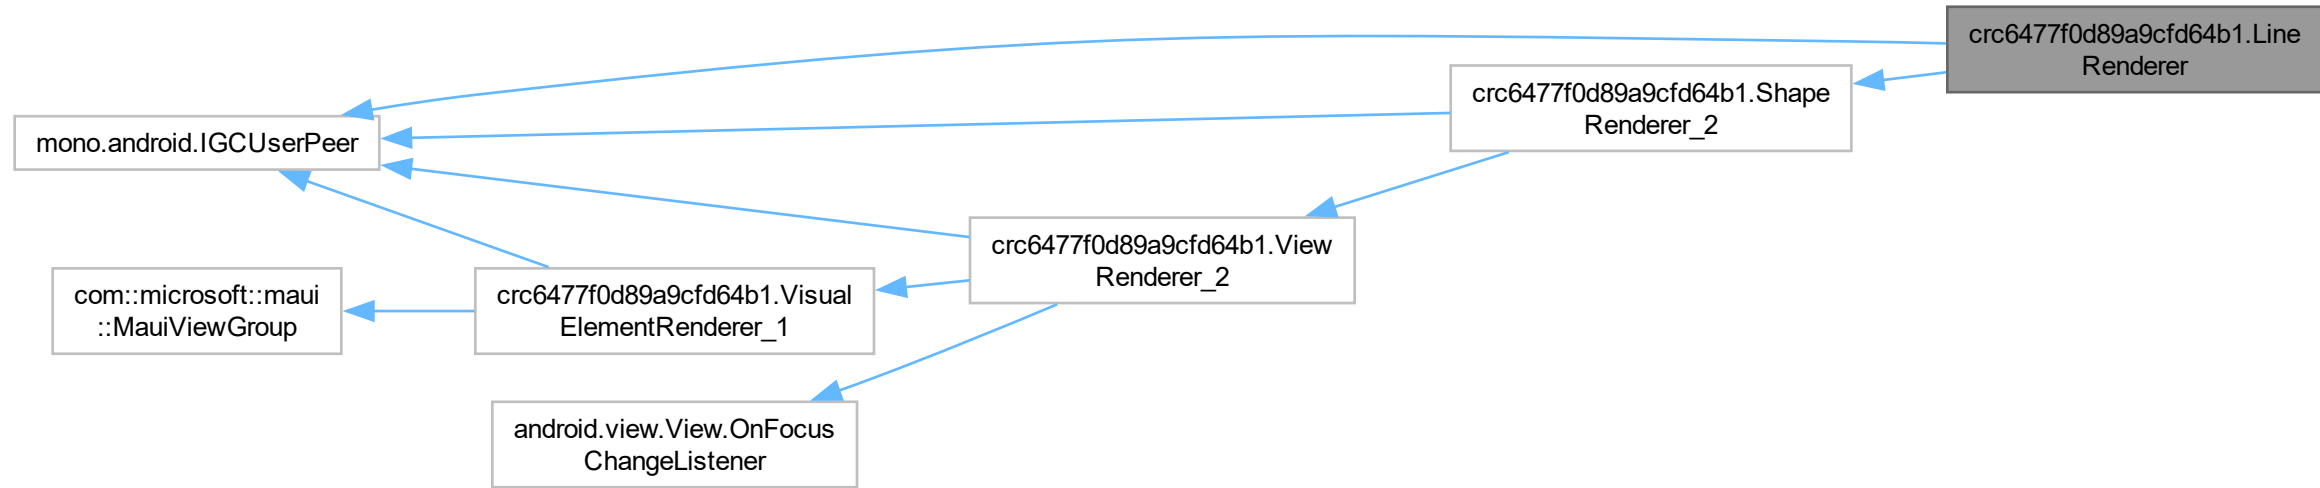 crc6477f0d89a9cfd64b1.Line
Renderer
crc6477f0d89a9cfd64b1.Shape
Renderer_2
mono.android.IGCUserPeer
crc6477f0d89a9cfd64b1.View
Renderer_2
com::microsoft::maui
::MauiViewGroup
crc6477f0d89a9cfd64b1.Visual
ElementRenderer_1
android.view.View.OnFocus
ChangeListener